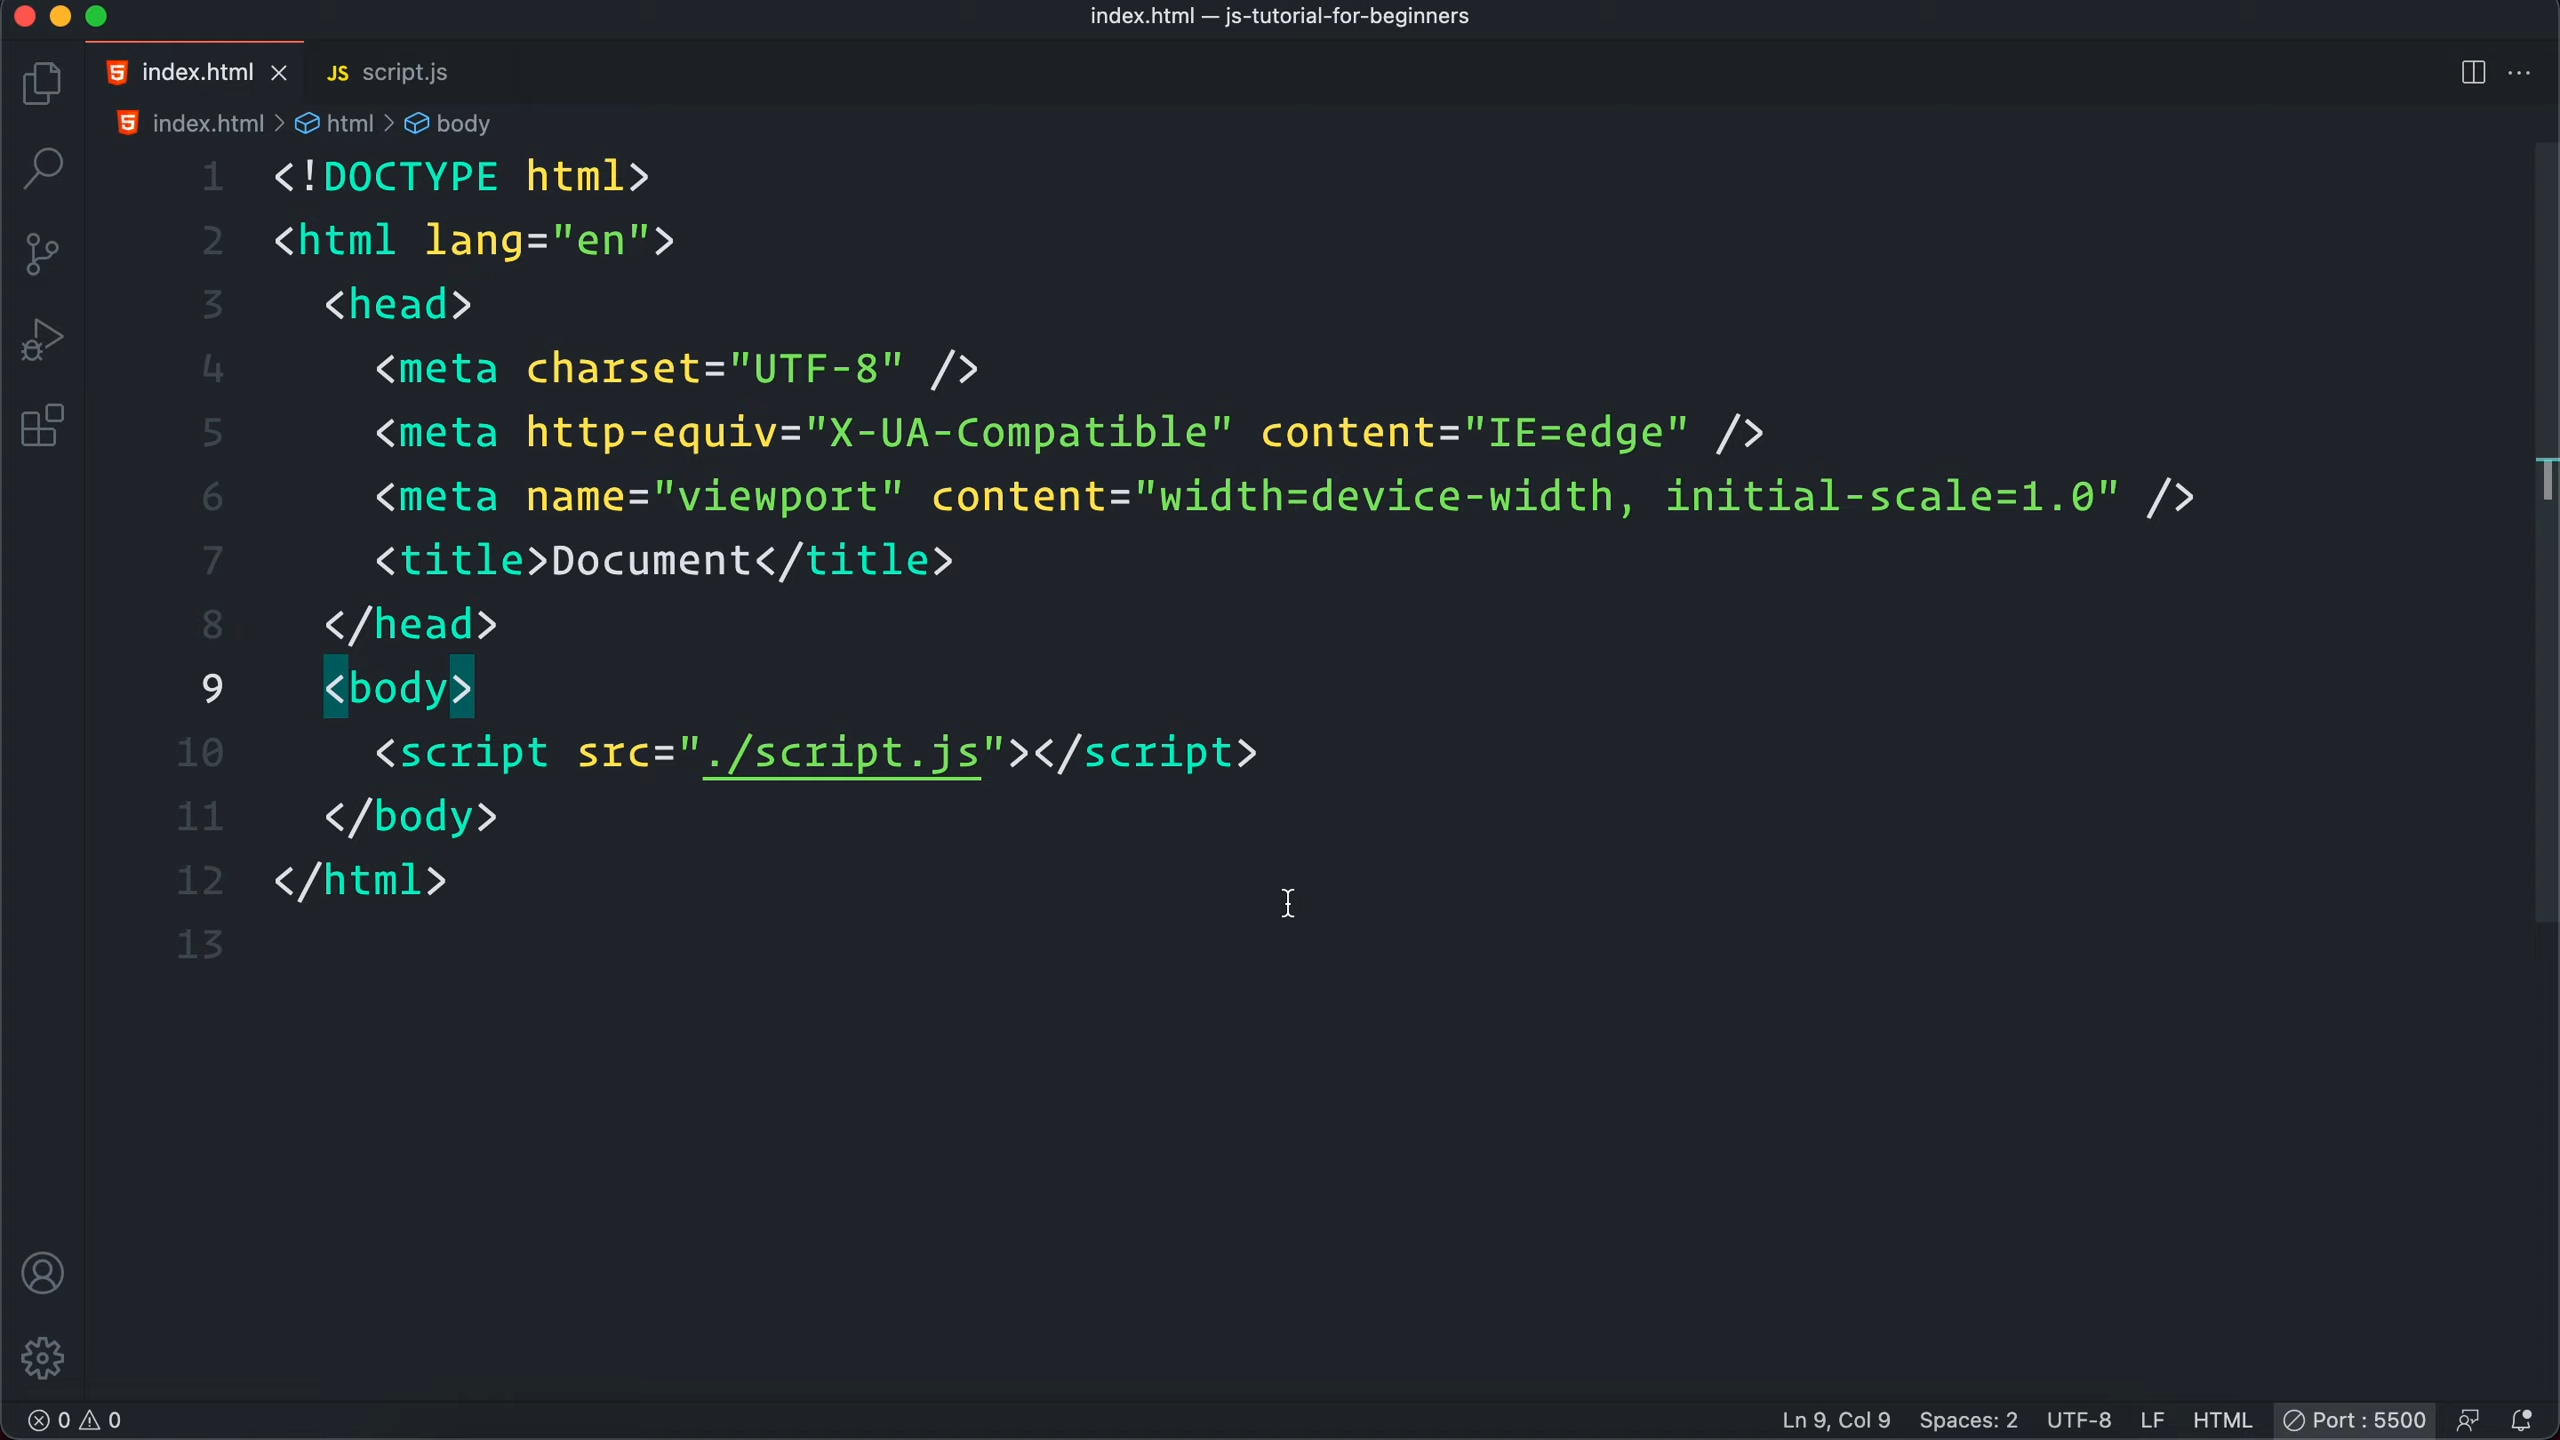 index.html — js-tutorial-for-beginners
index.html JS script.js
index.html > html > body
1 <!DOCTYPE html>
2 <html lang="en">
3 <head>
4 <meta charset="UTF-8" />
5 <meta http-equiv="X-UA-Compatible" content="IE=edge" />
6 <meta name="viewport" content="width=device-width, initial-scale=1.0" />
7 <title>Document</title>
8 </head>
9 <body>
10 <script src="./script.js"></script>
11 </body>
12 </html>
13
0 0 Ln 9, Col 9 Spaces: 2 UTF-8 LF HTML Port : 5500